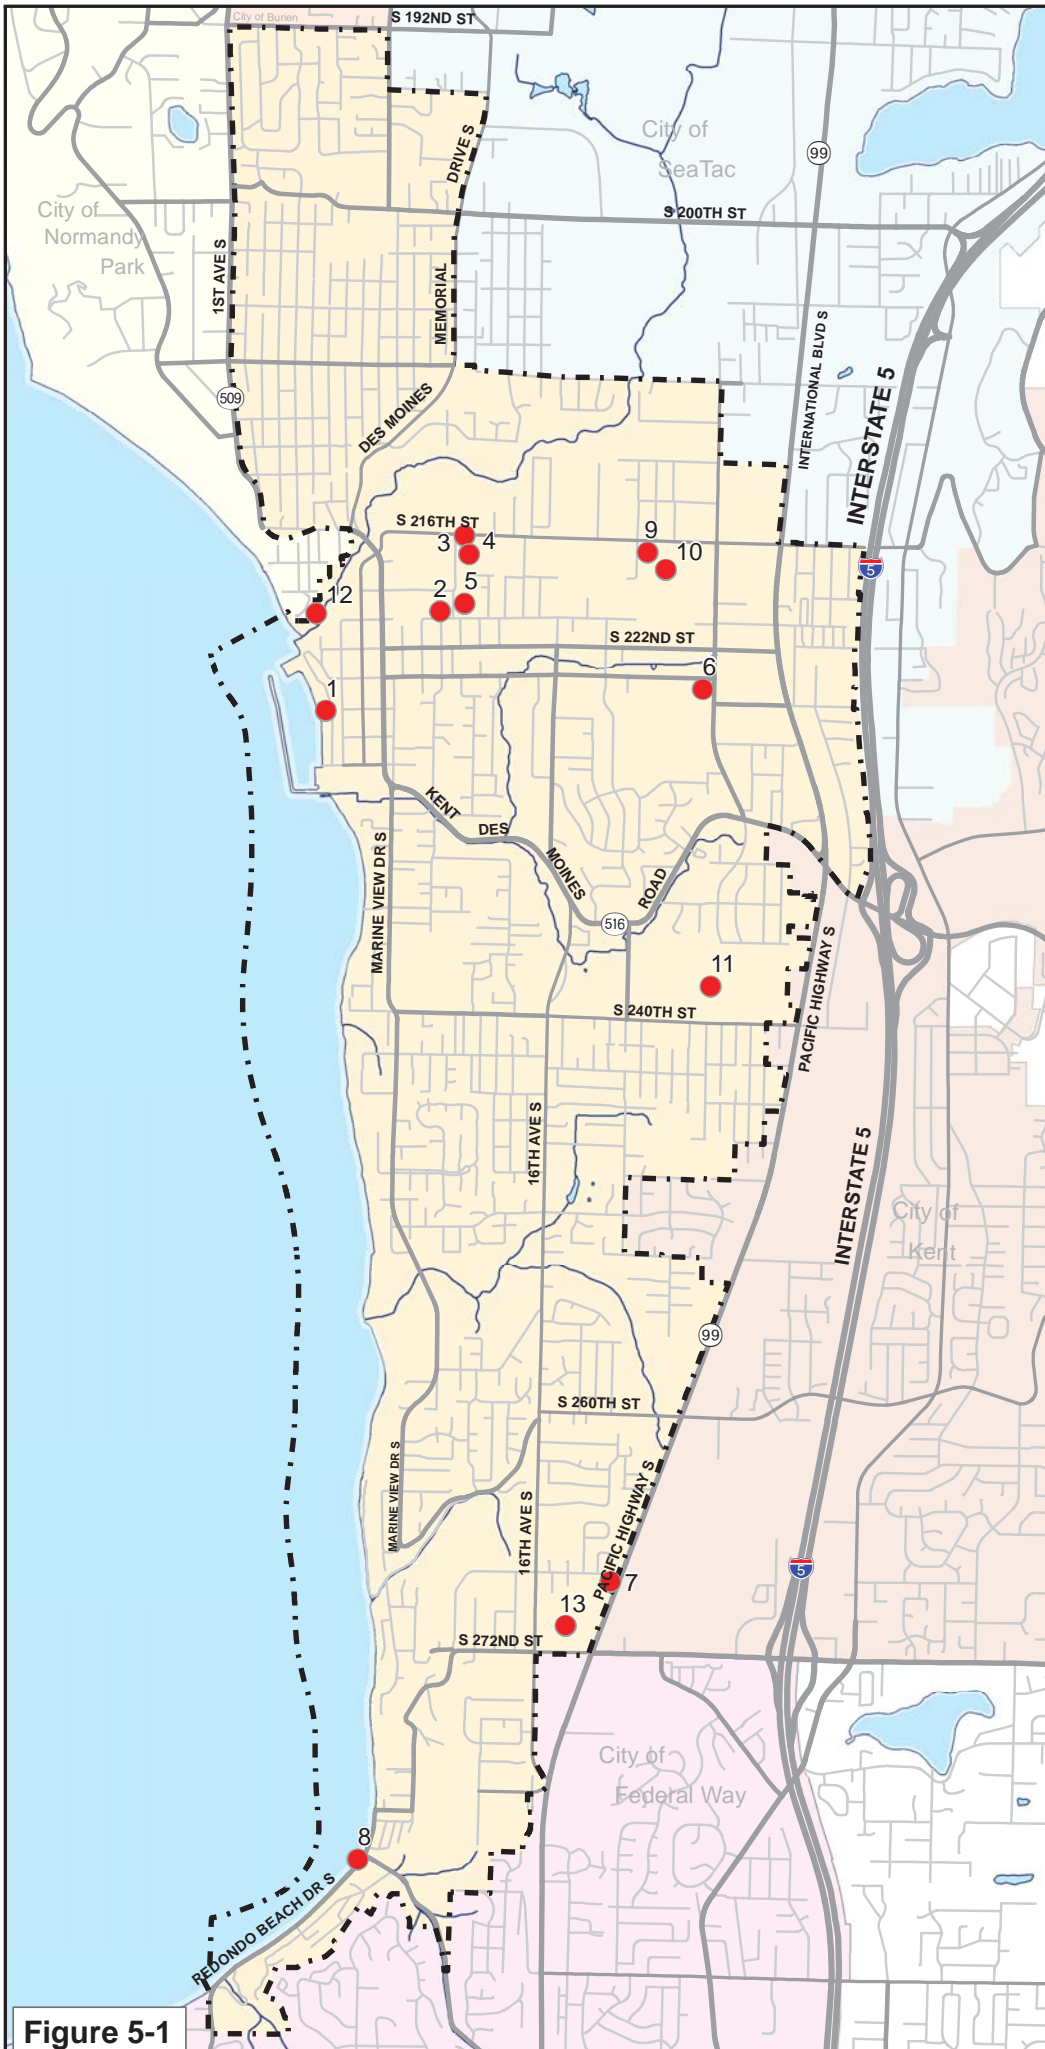 City of Burien
S 192ND ST
City of
SeaTac
99
DRIVE S
S 200TH ST
City of
Normandy
Park
1ST AVE S
MEMORIAL
INTERNATIONAL BLVD S
INTERSTATE 5
509
DES MOINES
S 216TH ST
3
4
9
10
5
2
5
12
S 222ND ST
6
1
KENT
DES
MOINES
ROAD
516
MARINE VIEW DR S
PACIFIC HIGHWAY S
11
S 240TH ST
16TH AVE S
INTERSTATE 5
City of
Kent
99
S 260TH ST
MARINE VIEW DR S
16TH AVE S
PACIFIC HIGHWAY S
5
7
13
S 272ND ST
City of
Federal Way
8
REDONDO BEACH DR S
Figure 5-1